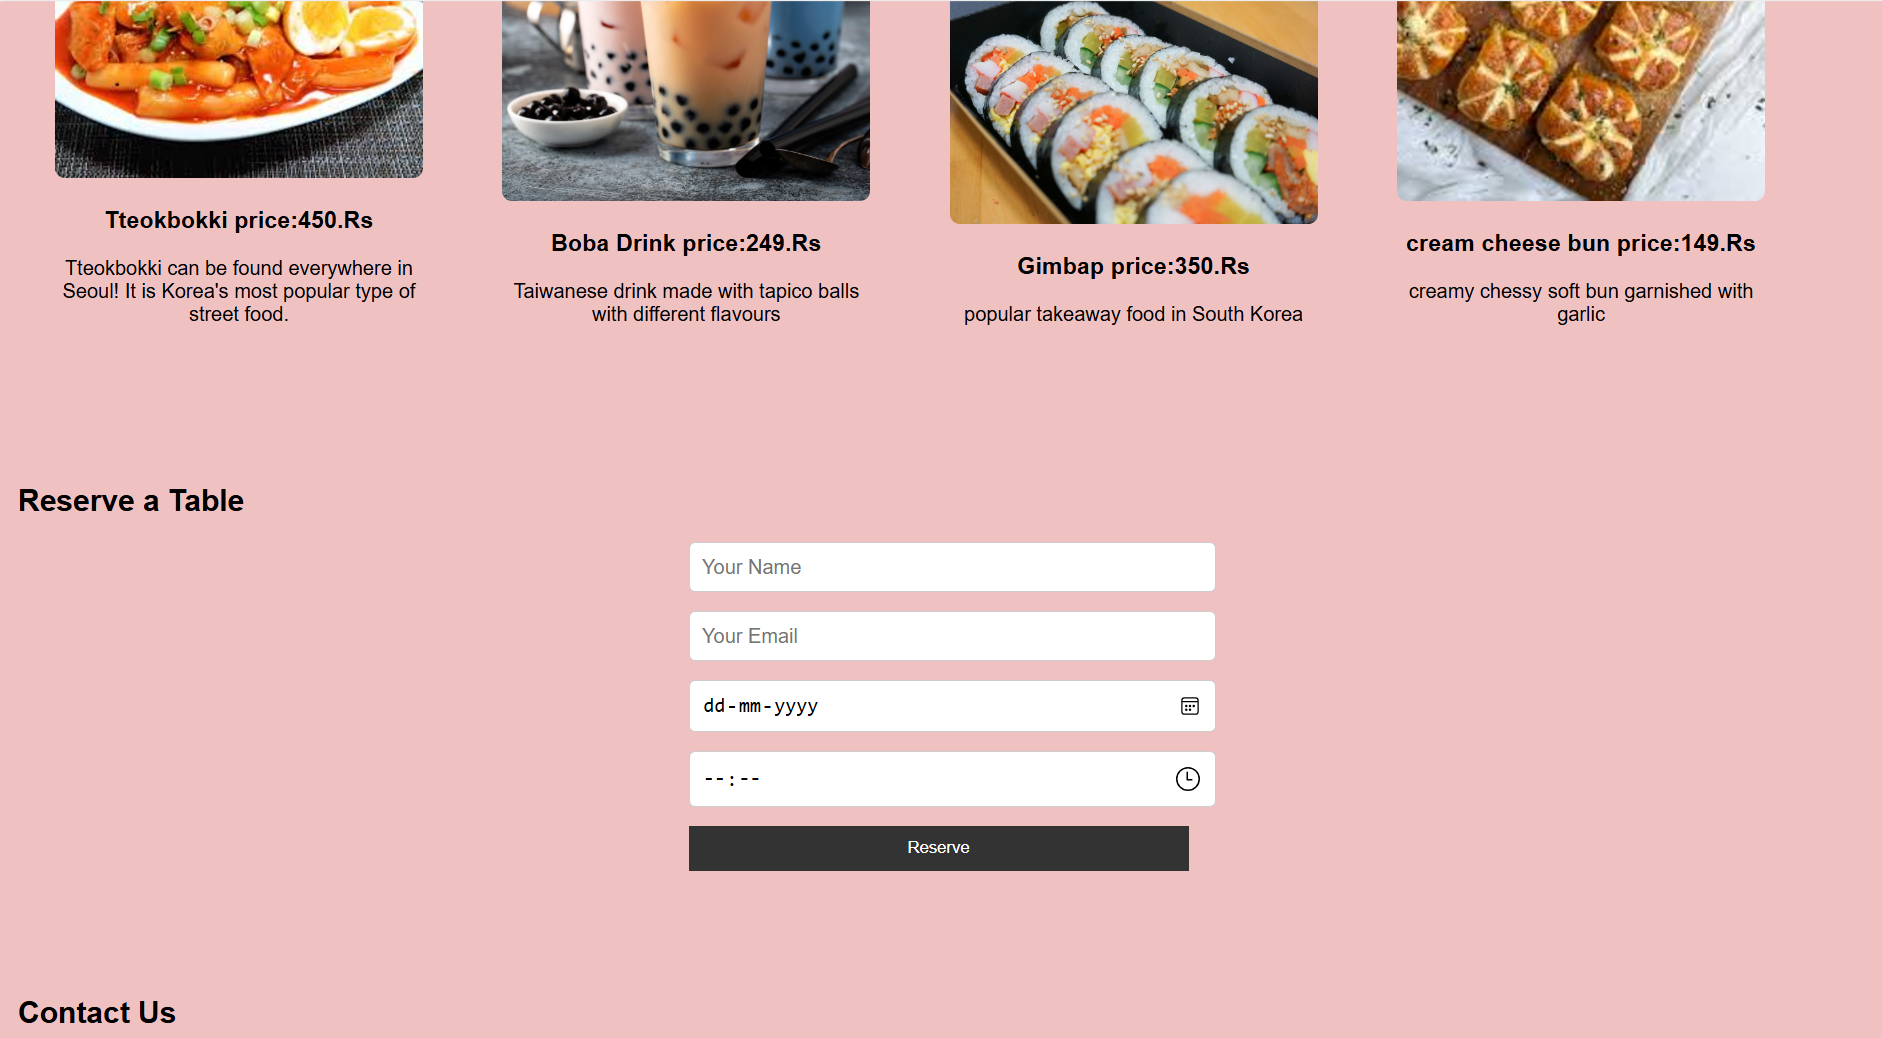 Tteokbokki price:450.Rs
Tteokbokki can be found everywhere in
Seoul! It is Korea's most popular type of
street food.
Boba Drink price:249.Rs
Taiwanese drink made with tapico balls
with different flavours
Gimbap price:350.Rs
popular takeaway food in South Korea
cream cheese bun price:149.Rs
creamy chessy soft bun garnished with
garlic
Reserve a Table
Your Name
Your Email
dd-mm-yyyy
--:--
Reserve
Contact Us